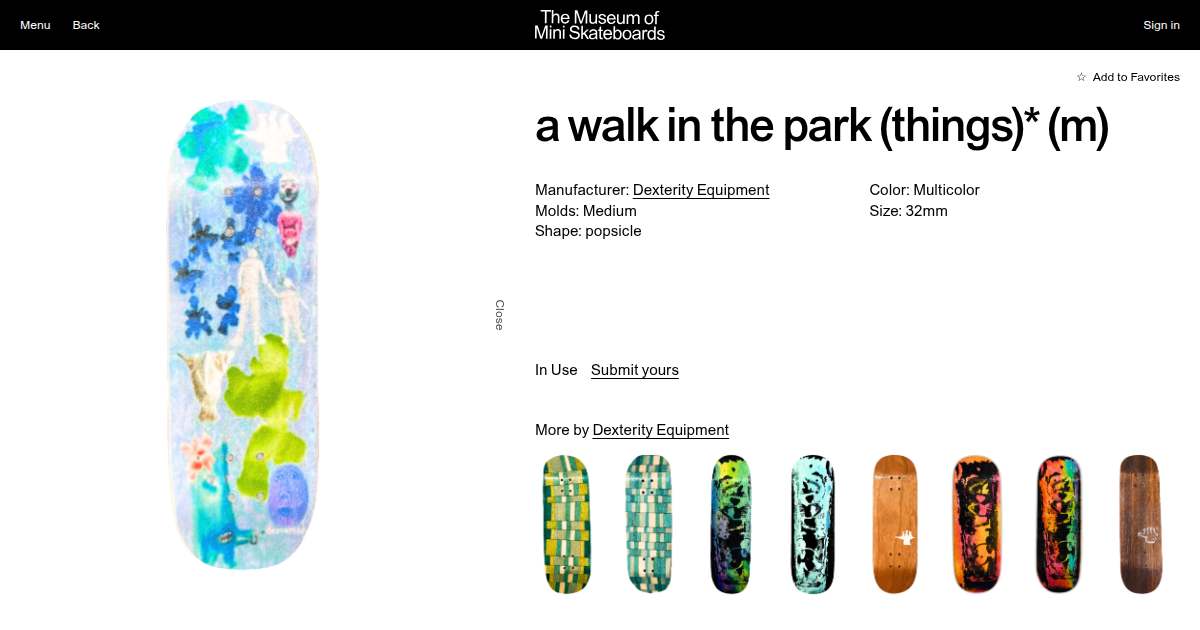 Menu
Back
The Museum of
Mini Skateboards
Sign in
☆ Add to Favorites
a walk in the park (things)* (m)
Manufacturer: Dexterity Equipment
Molds: Medium
Shape: popsicle
Color: Multicolor
Size: 32mm
Close
In Use Submit yours
More by Dexterity Equipment